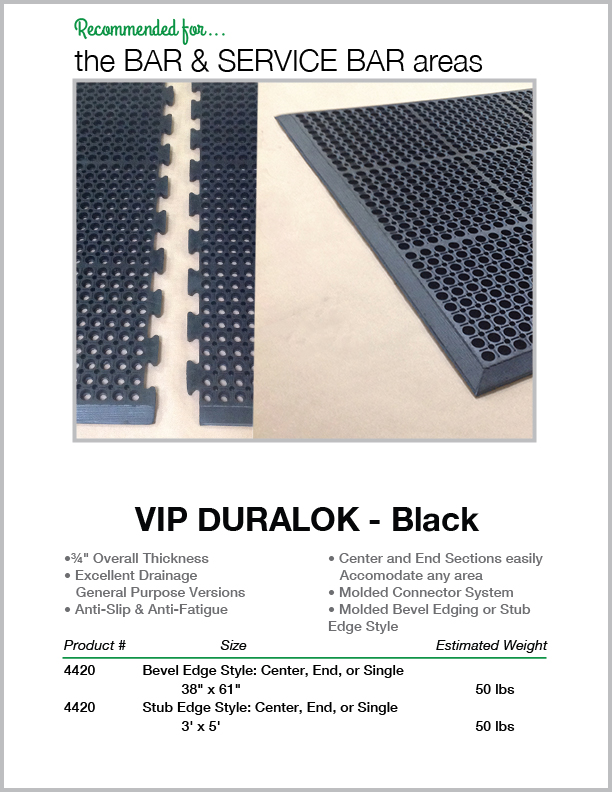 Recommended for...
the BAR & SERVICE BAR areas
VIP DURALOK - Black
•¾" Overall Thickness
• Excellent Drainage
General Purpose Versions
• Anti-Slip & Anti-Fatigue
• Center and End Sections easily
Accomodate any area
• Molded Connector System
• Molded Bevel Edging or Stub
Edge Style
Product # Size Estimated Weight
4420 Bevel Edge Style: Center, End, or Single
38" x 61" 50 lbs
4420 Stub Edge Style: Center, End, or Single
3' x 5' 50 lbs